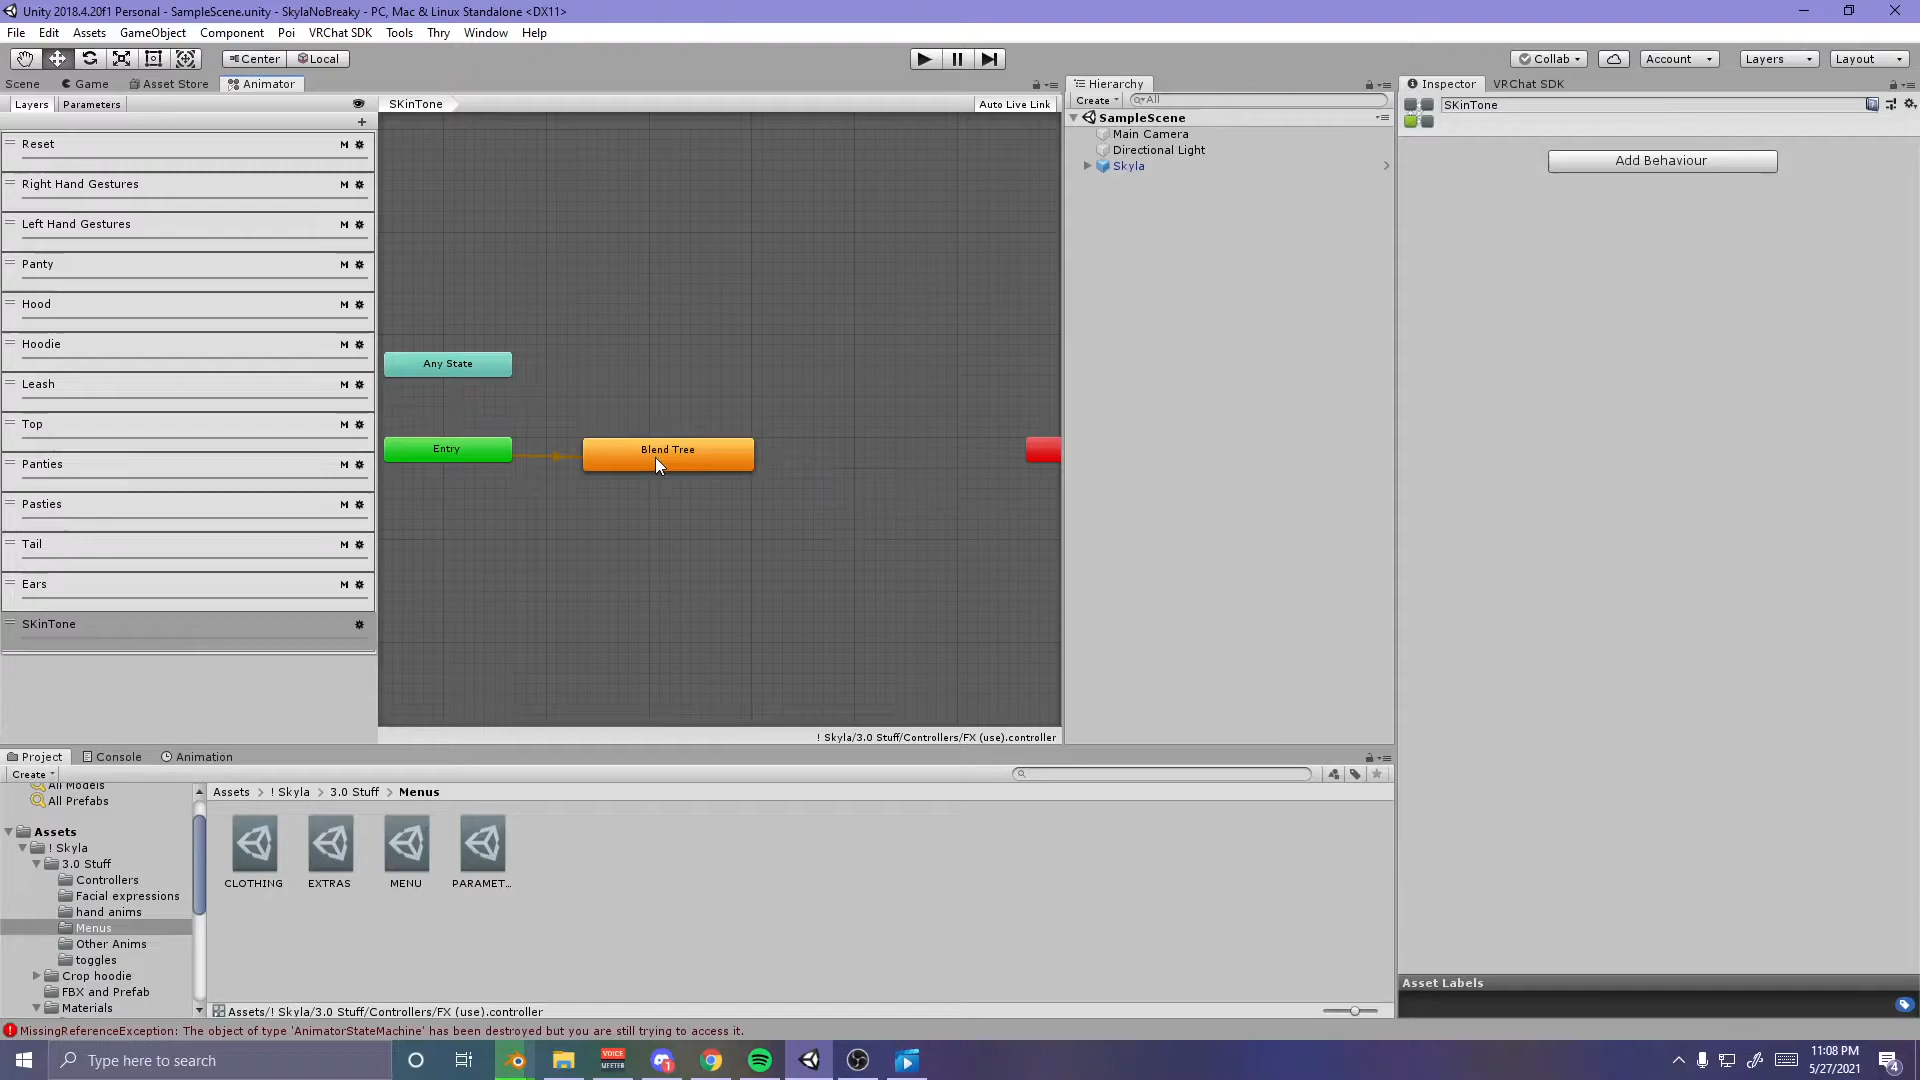 Unity 2018.4.20f1 Personal - SampleScene.unity - SkylaNoBreaky - PC, Mac & Linux Standalone <DX11>
File Edit Assets GameObject Component Poi VRChat SDK Tools Thry Window Help
Center Local Collab Account Layers Layout
Scene Game Asset Store Animator Hierarchy Inspector VRChat SDK
Layers Parameters SKinTone Auto Live Link Create All SKinTone
SampleScene
Main Camera
Directional Light
Skyla
Add Behaviour
Reset M
Right Hand Gestures M
Left Hand Gestures M
Panty M
Hood M
Hoodie M
Leash M
Top M
Panties M
Pasties M
Tail M
Ears M
SKinTone
Any State
Entry
Blend Tree
! Skyla/3.0 Stuff/Controllers/FX (use).controller
Project Console Animation
Create
All Models
All Prefabs
Assets
! Skyla
3.0 Stuff
Controllers
Facial expressions
hand anims
Menus
Other Anims
toggles
Crop hoodie
FBX and Prefab
Materials
Assets > ! Skyla > 3.0 Stuff > Menus
CLOTHING EXTRAS MENU PARAMET...
Assets/! Skyla/3.0 Stuff/Controllers/FX (use).controller
Asset Labels
MissingReferenceException: The object of type 'AnimatorStateMachine' has been destroyed but you are still trying to access it.
Type here to search
VOICE
MEETER
1
11:08 PM
5/27/2021
4